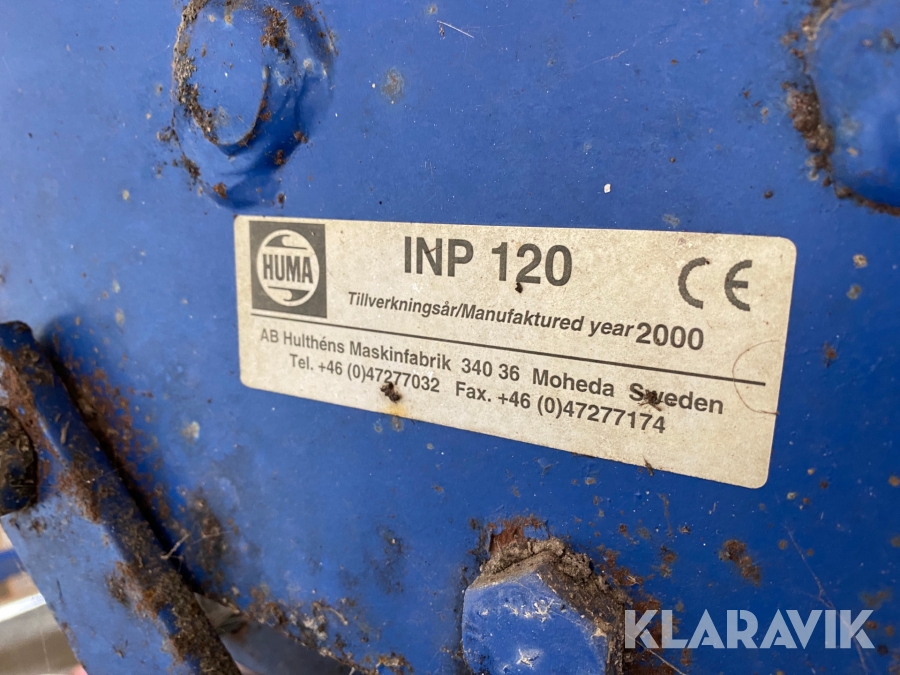 HUMA
INP 120
Tillverkningsår/Manufaktured year 2000
AB Hulthéns Maskinfabrik 340 36 Moheda Sweden
Tel. +46 (0)47277032 Fax. +46 (0)47277174
CE
KLARAVIK